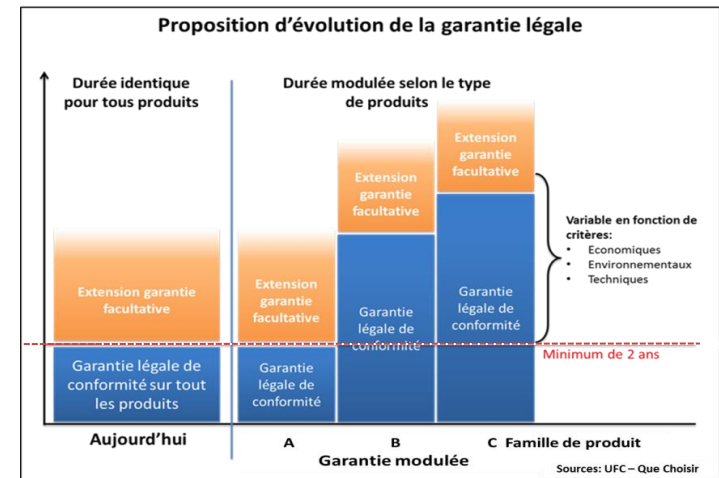 Proposition d’évolution de la garantie légale
Durée identique
pour tous produits
Durée modulée selon le type
de produits
Extension garantie
facultative
Garantie légale de
conformité sur tout
les produits
Extension
garantie
facultative
Garantie
légale de
conformité
Extension
garantie
facultative
Garantie
légale de
conformité
Extension
garantie
facultative
Garantie
légale de
conformité
Variable en fonction de
critères:
• Economiques
• Environnementaux
• Techniques
Minimum de 2 ans
Aujourd’hui
A
B
C Famille de produit
Garantie modulée
Sources: UFC – Que Choisir